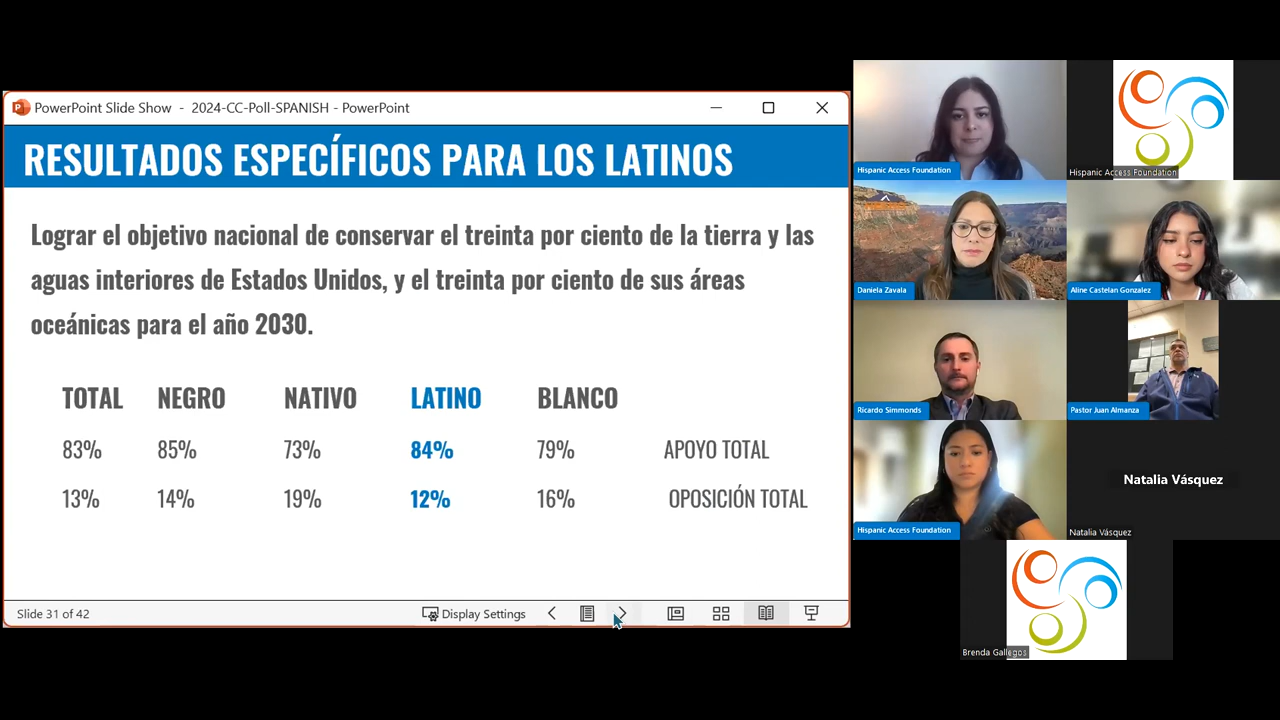 PowerPoint Slide Show - 2024-CC-Poll-SPANISH - PowerPoint
RESULTADOS ESPECÍFICOS PARA LOS LATINOS
Lograr el objetivo nacional de conservar el treinta por ciento de la tierra y las
aguas interiores de Estados Unidos, y el treinta por ciento de sus áreas
oceánicas para el año 2030.
TOTAL NEGRO NATIVO LATINO BLANCO
83% 85% 73% 84% 79% APOYO TOTAL
13% 14% 19% 12% 16% OPOSICIÓN TOTAL
Slide 31 of 42
Display Settings
Hispanic Access Foundation
Hispanic Access Foundation
Daniela Zavala
Aline Castelan Gonzalez
Ricardo Simmonds
Pastor Juan Almanza
Hispanic Access Foundation
Natalia Vásquez
Natalia Vásquez
Brenda Gallegos